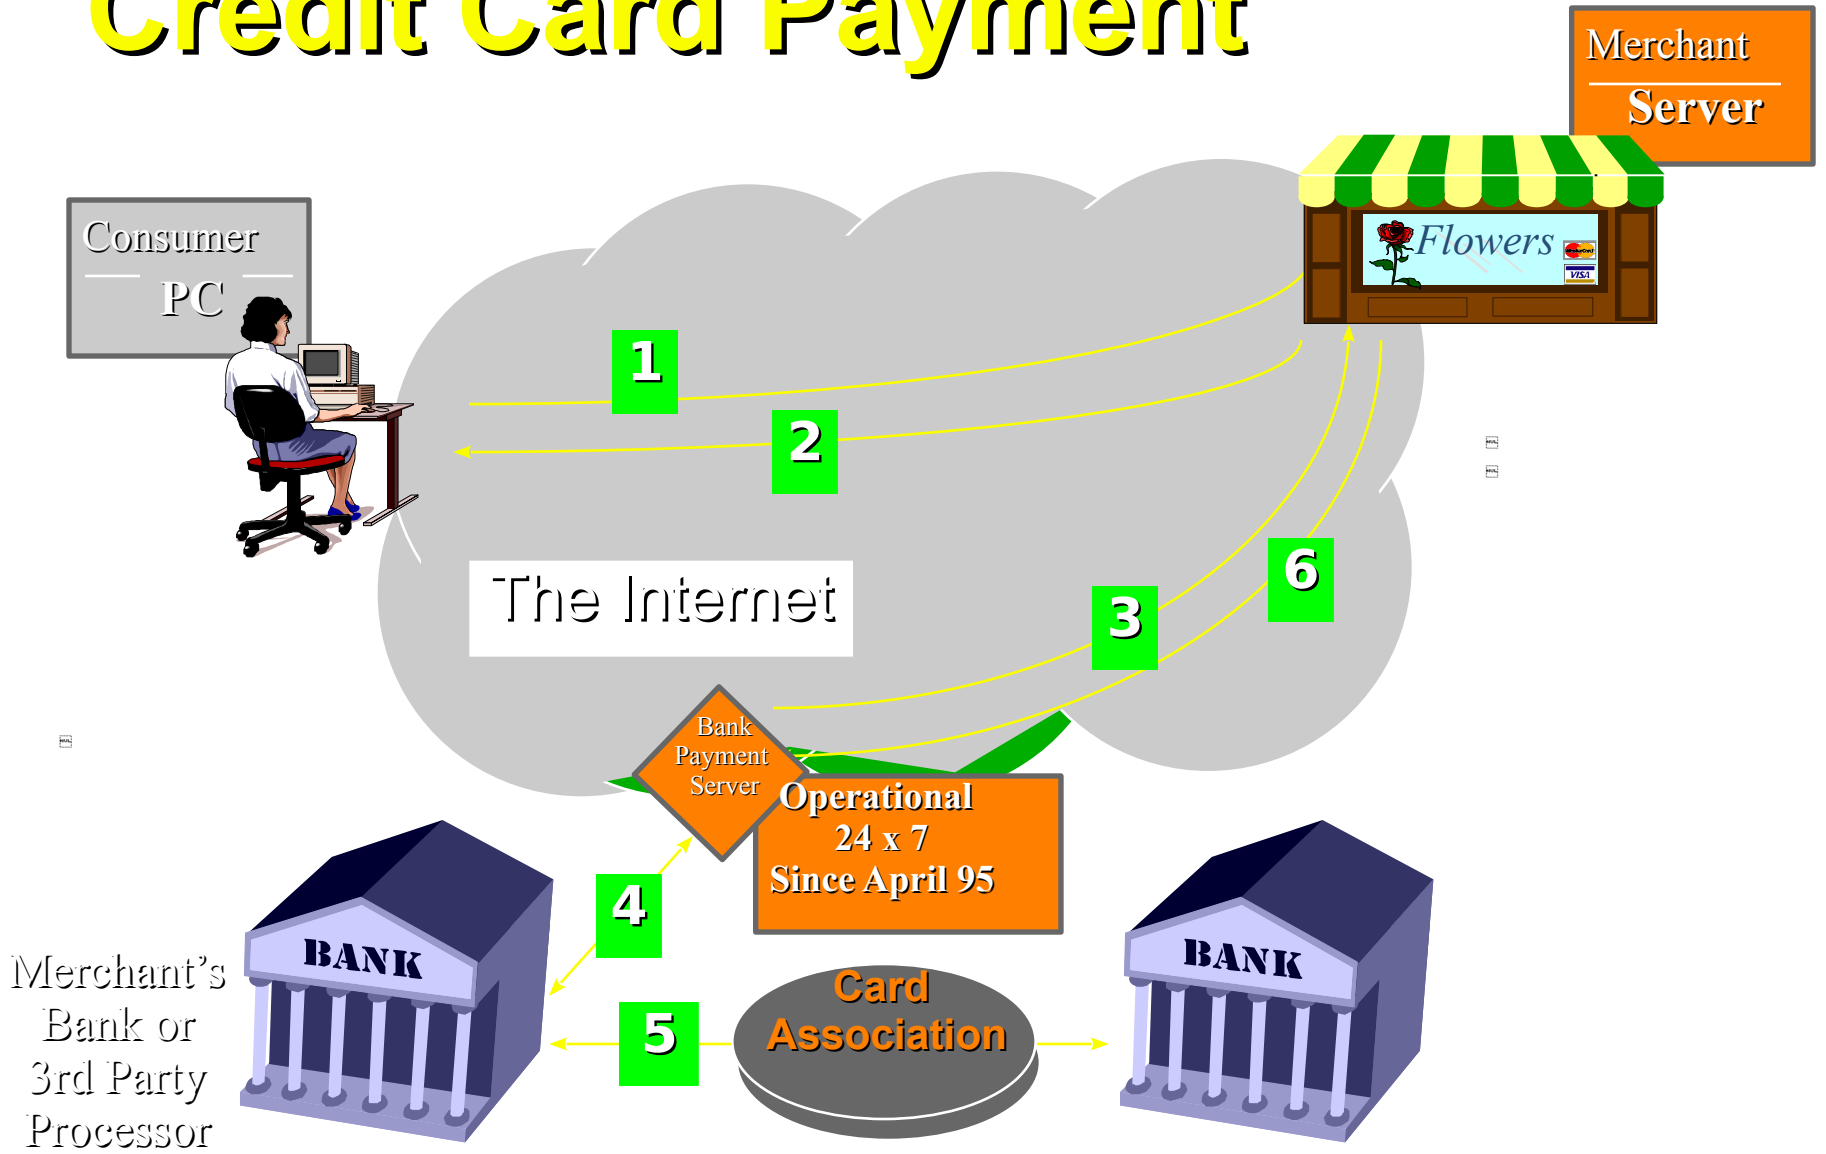 Credit Card Payment
Merchant
Server
Consumer
PC
Flowers
MasterCard
VISA
1
2
3
6
The Internet
Bank
Payment
Server
Operational
24 x 7
Since April 95
4
BANK
BANK
Merchant’s
Bank or
3rd Party
Processor
5
Card
Association